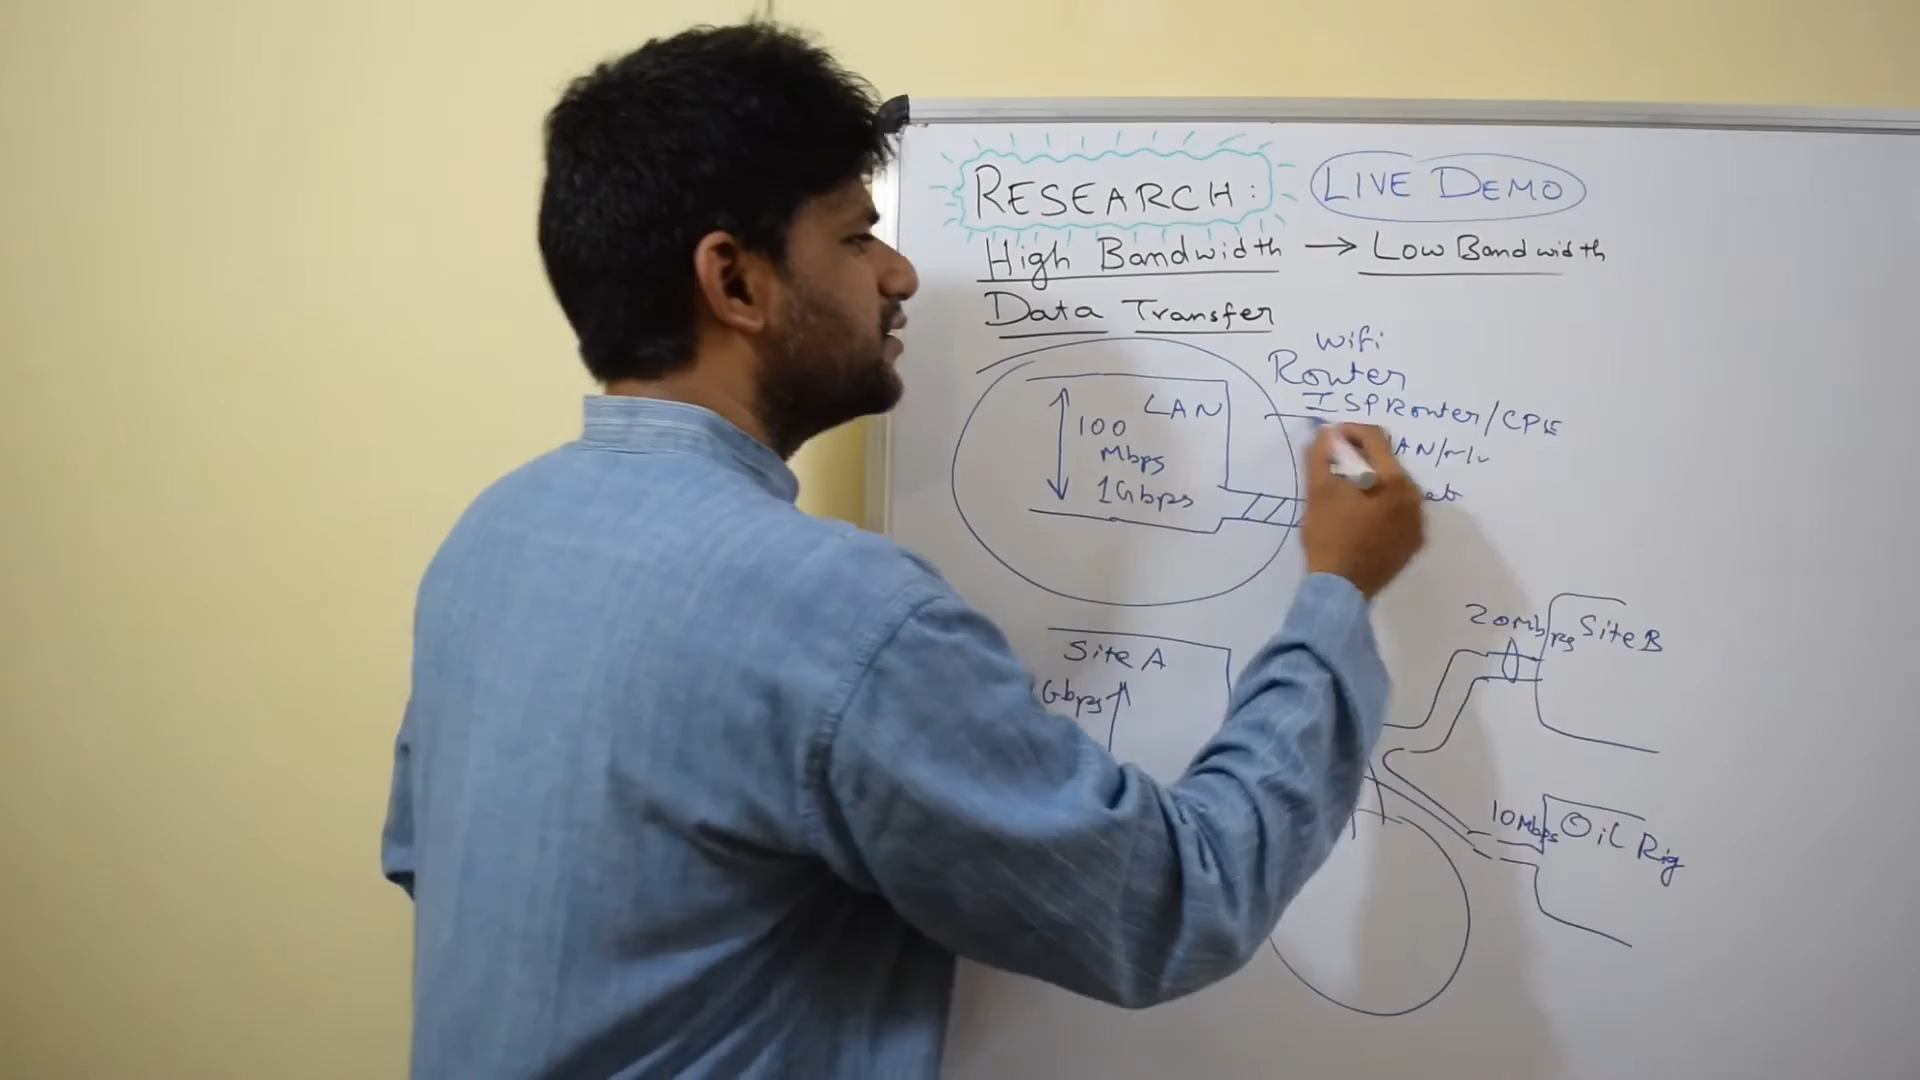 RESEARCH: LIVE DEMO
High Bandwidth → Low Bandwidth
Data Transfer
Wifi
Router
ISP Router/CPE
LAN
100
Mbps
1Gbps
20Mbps
Site B
Site A
Gbps
10Mbps
Oil Rig